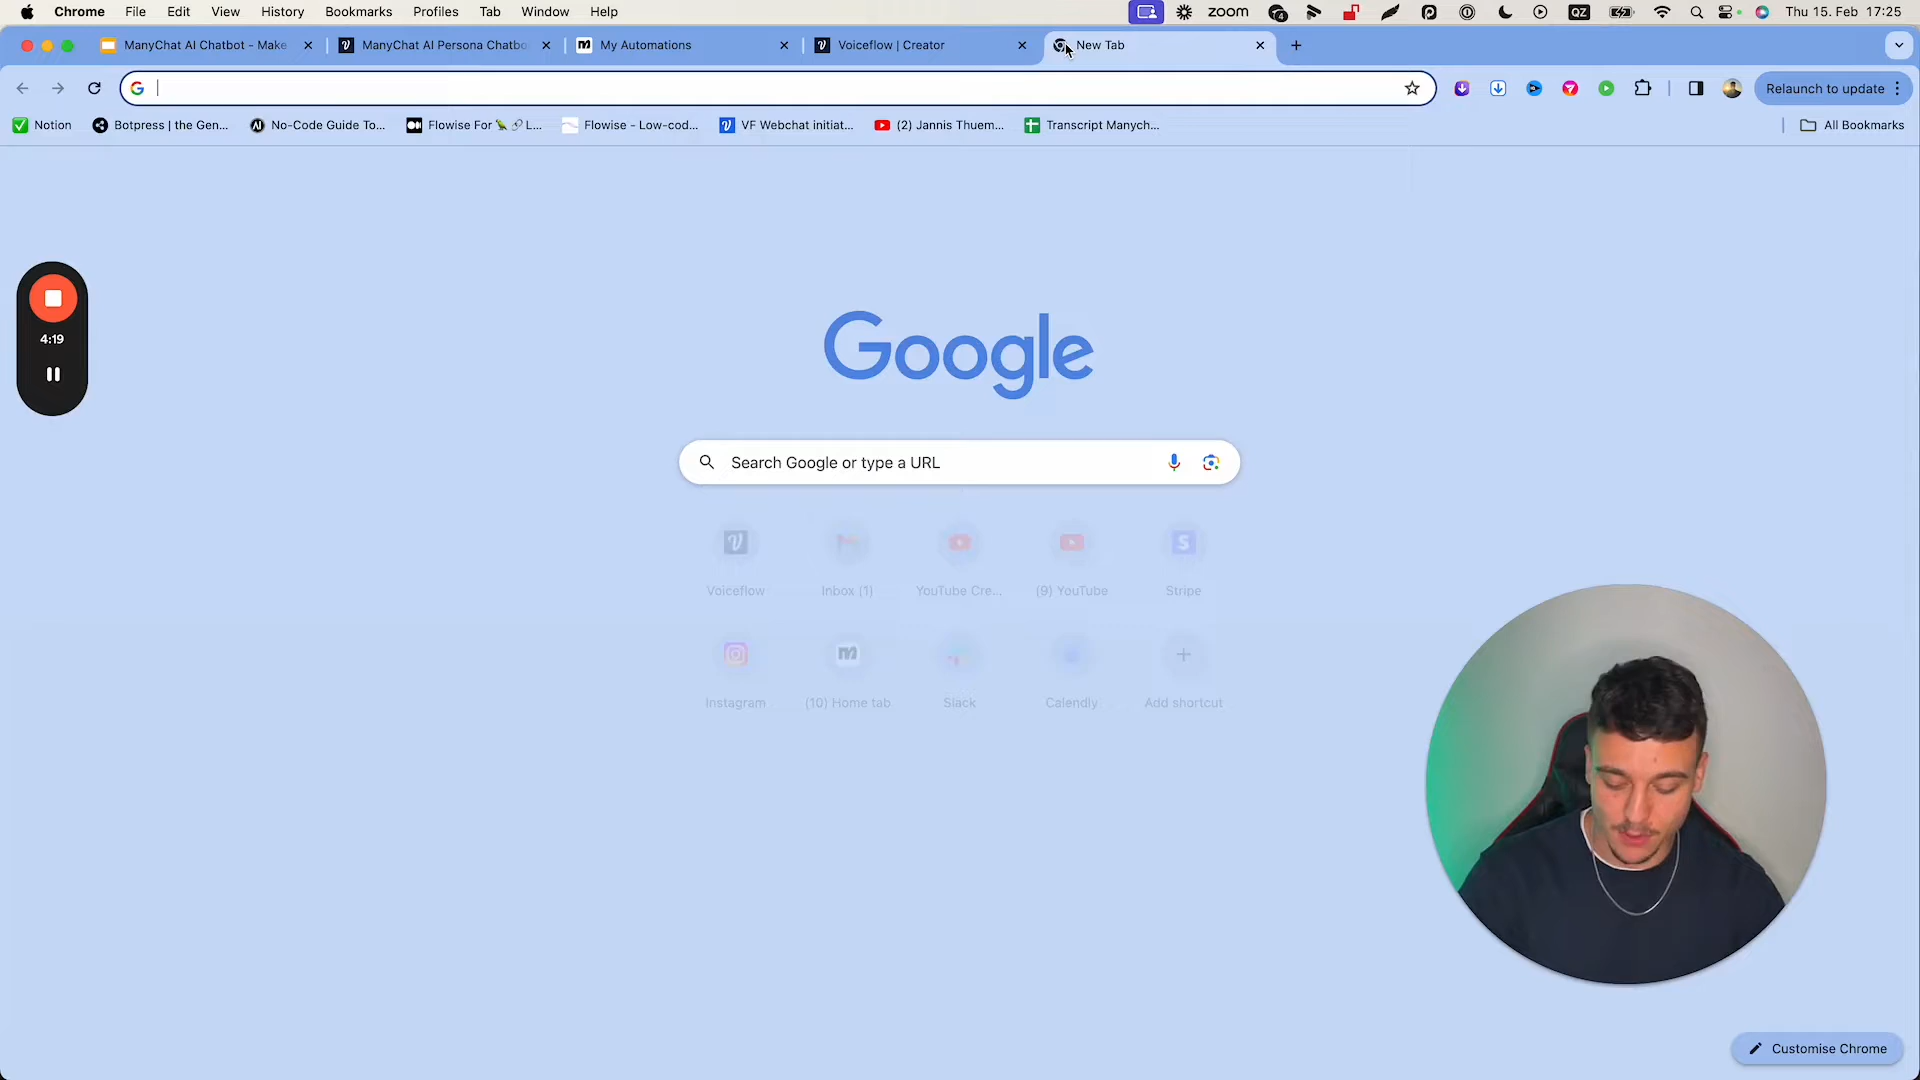 Chrome File Edit View History Bookmarks Profiles Tab Window Help zoom QZ Thu 15. Feb 17:25
ManyChat AI Chatbot - Make ManyChat AI Persona Chatbo My Automations Voiceflow | Creator New Tab
Relaunch to update
Notion Botpress | the Gen... No-Code Guide To... Flowise For L... Flowise - Low-cod... VF Webchat initiat... (2) Jannis Thuem... Transcript Manych... All Bookmarks
4:19
Google
Search Google or type a URL
Voiceflow Inbox (1) YouTube Cre... (9) YouTube Stripe
Instagram (10) Home tab Slack Calendly Add shortcut
Customise Chrome